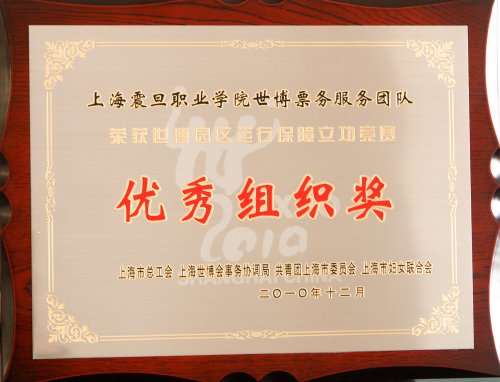 上海震旦职业学院世博票务服务团队
荣获世博园区运行保障立功竞赛
优秀组织奖
EXPO
2010
上海市总工会 上海世博会事务协调局 共青团上海市委员会 上海市妇女联合会
SHANGHAI CHINA
二〇一〇年十二月